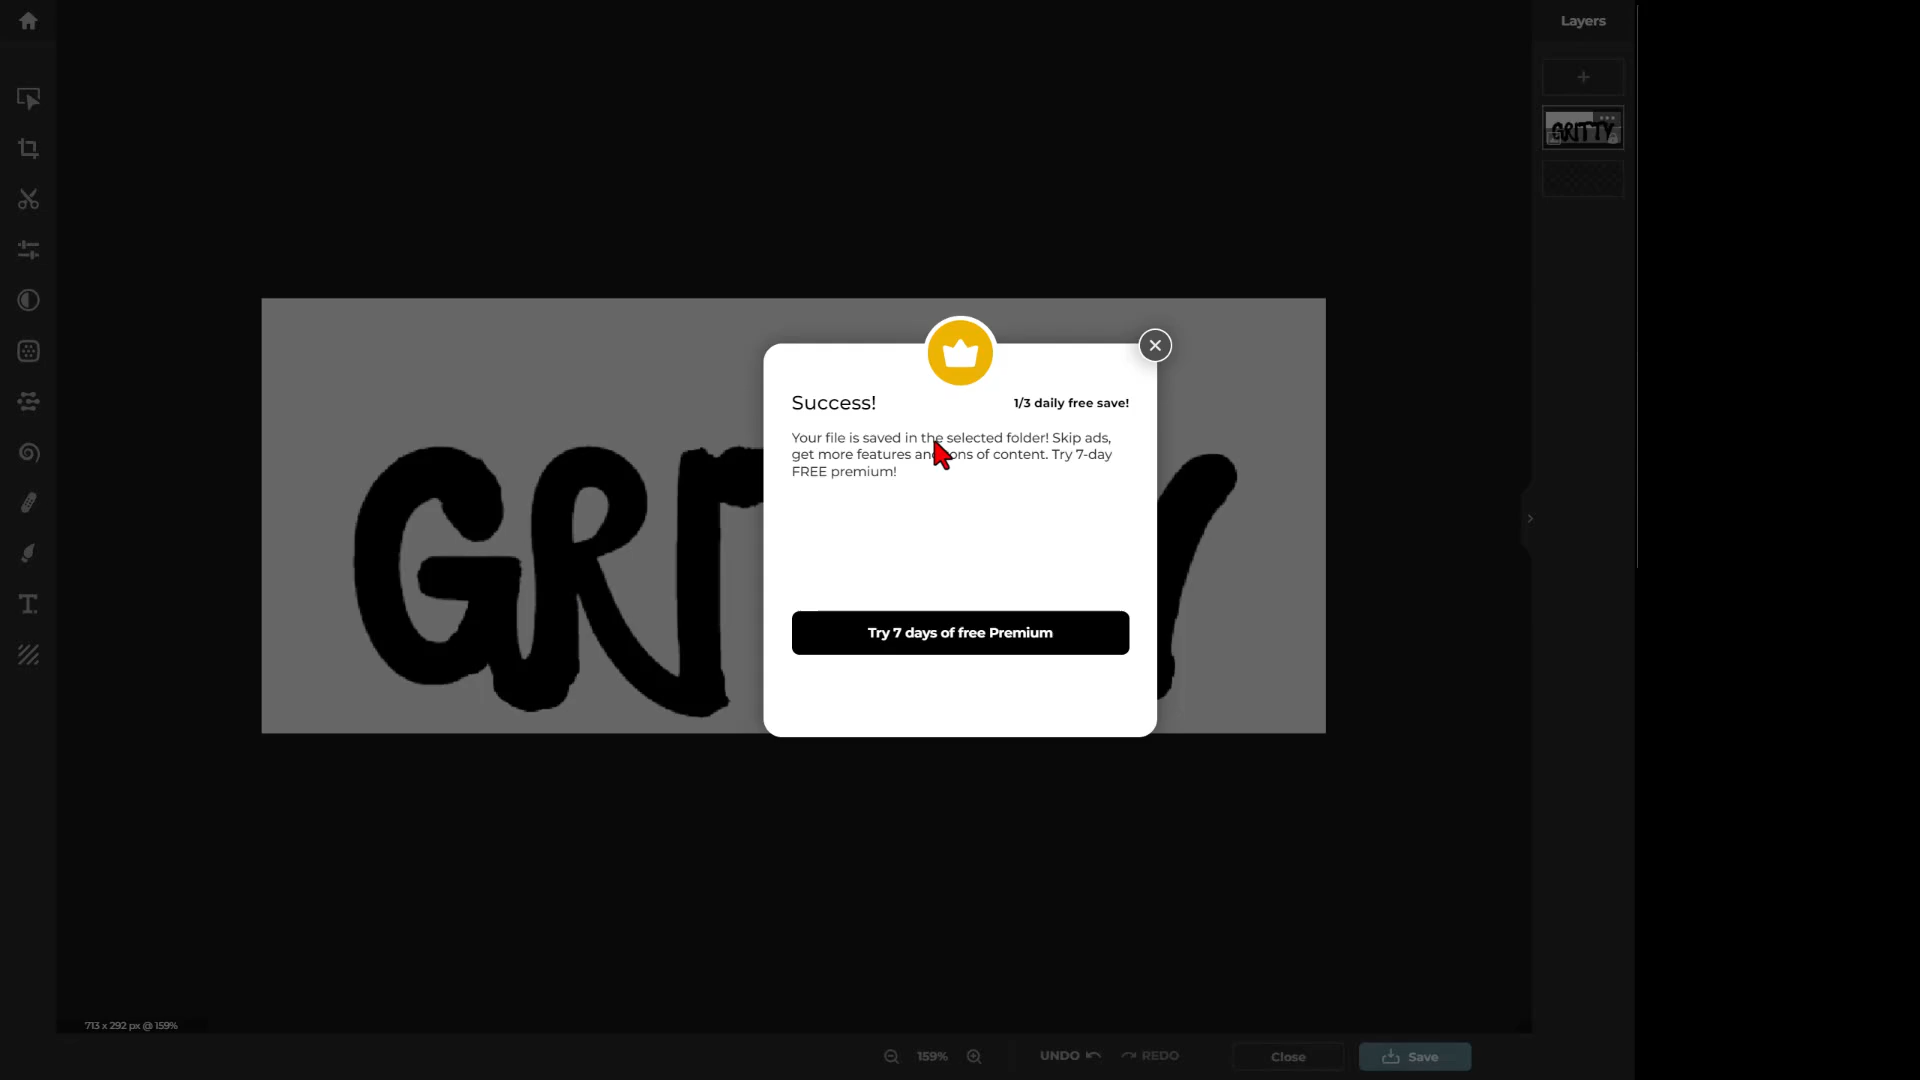 Layers
GRITTY
Success!
1/3 daily free save!
Your file is saved in the selected folder! Skip ads,
get more features and tons of content. Try 7-day
FREE premium!
GRI Y
Try 7 days of free Premium
T.
713 x 292 px @ 159%
159%
UNDO
REDO
Close
Save